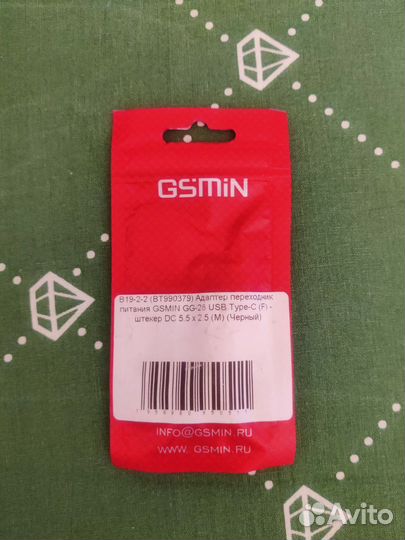 GSMIN
B19-2-2 (BT990379) Адаптер переходник
питания GSMIN GG-26 USB Type-C (F) -
штекер DC 5.5 x 2.5 (M) (Черный)
INFO@GSMIN.RU
WWW. GSMIN.RU
Avito